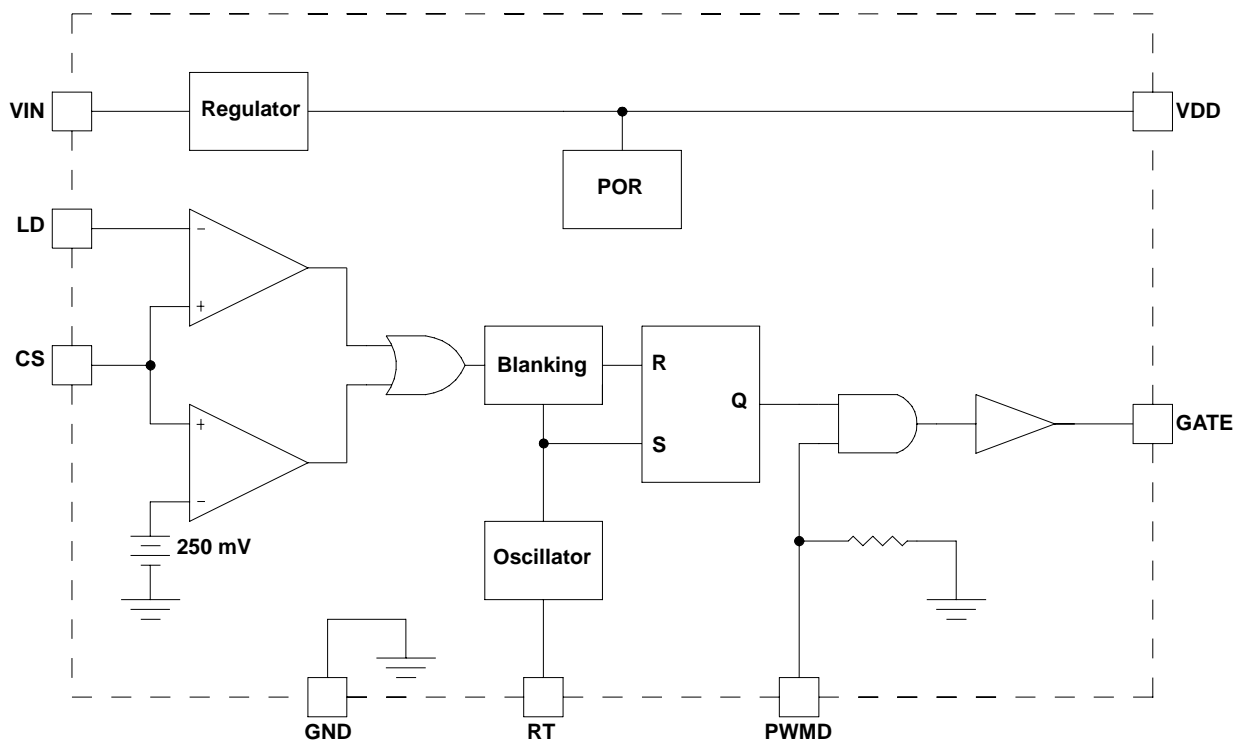 VIN
Regulator
VDD
POR
LD
−
+
CS
Blanking
R
Q
S
GATE
+
−
250 mV
Oscillator
GND
RT
PWMD